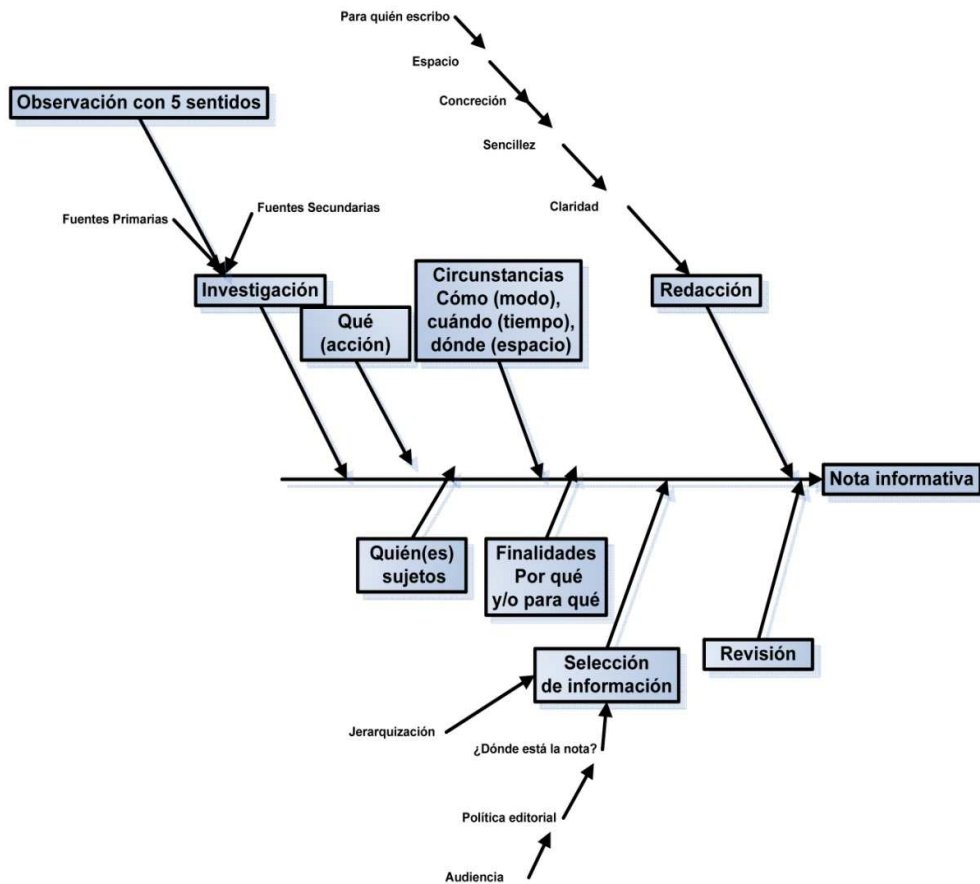 Para quién escribo
Espacio
Observación con 5 sentidos
Concreción
Sencillez
Fuentes Secundarias
Fuentes Primarias
Claridad
Investigación
Circunstancias
Cómo (modo),
cuándo (tiempo),
dónde (espacio)
Redacción
Qué
(acción)
Nota informativa
Quién(es)
sujetos
Finalidades
Por qué
y/o para qué
Selección
de información
Revisión
Jerarquización
¿Dónde está la nota?
Política editorial
Audiencia